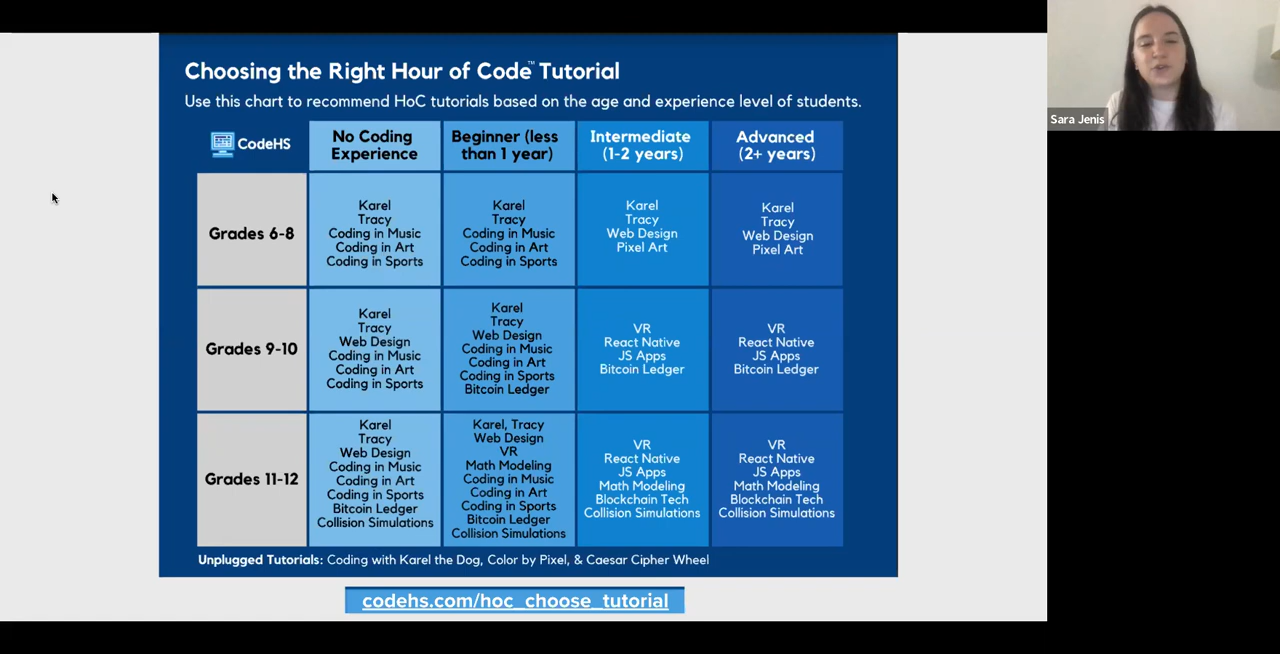 Choosing the Right Hour of Code™ Tutorial
Use this chart to recommend HoC tutorials based on the age and experience level of students.
CodeHS
No Coding
Experience
Beginner (less
than 1 year)
Intermediate
(1-2 years)
Advanced
(2+ years)
Grades 6-8
Karel
Tracy
Coding in Music
Coding in Art
Coding in Sports
Karel
Tracy
Coding in Music
Coding in Art
Coding in Sports
Karel
Tracy
Web Design
Pixel Art
Karel
Tracy
Web Design
Pixel Art
Grades 9-10
Karel
Tracy
Web Design
Coding in Music
Coding in Art
Coding in Sports
Karel
Tracy
Web Design
Coding in Music
Coding in Art
Coding in Sports
Bitcoin Ledger
VR
React Native
JS Apps
Bitcoin Ledger
VR
React Native
JS Apps
Bitcoin Ledger
Grades 11-12
Karel
Tracy
Web Design
Coding in Music
Coding in Art
Coding in Sports
Bitcoin Ledger
Collision Simulations
Karel, Tracy
Web Design
VR
Math Modeling
Coding in Music
Coding in Art
Coding in Sports
Bitcoin Ledger
Collision Simulations
VR
React Native
JS Apps
Math Modeling
Blockchain Tech
Collision Simulations
VR
React Native
JS Apps
Math Modeling
Blockchain Tech
Collision Simulations
Unplugged Tutorials: Coding with Karel the Dog, Color by Pixel, & Caesar Cipher Wheel
codehs.com/hoc_choose_tutorial
Sara Jenis